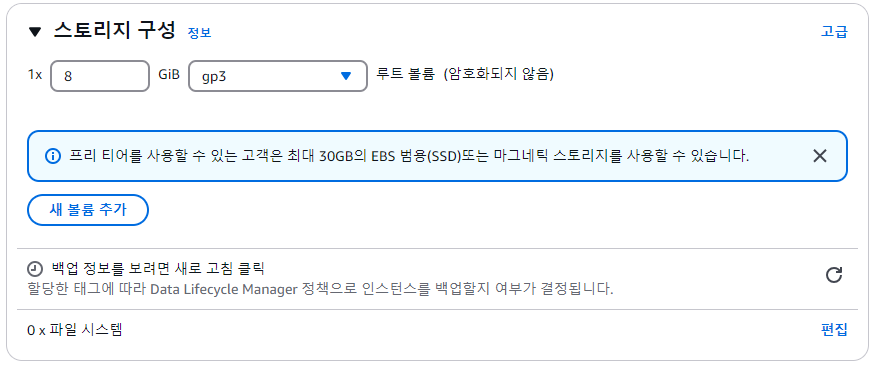 스토리지 구성 정보 고급
1x 8 GiB gp3 루트 볼륨 (암호화되지 않음)
프리 티어를 사용할 수 있는 고객은 최대 30GB의 EBS 범용(SSD)또는 마그네틱 스토리지를 사용할 수 있습니다.
새 볼륨 추가
백업 정보를 보려면 새로 고침 클릭
할당한 태그에 따라 Data Lifecycle Manager 정책으로 인스턴스를 백업할지 여부가 결정됩니다.
0 x 파일 시스템 편집